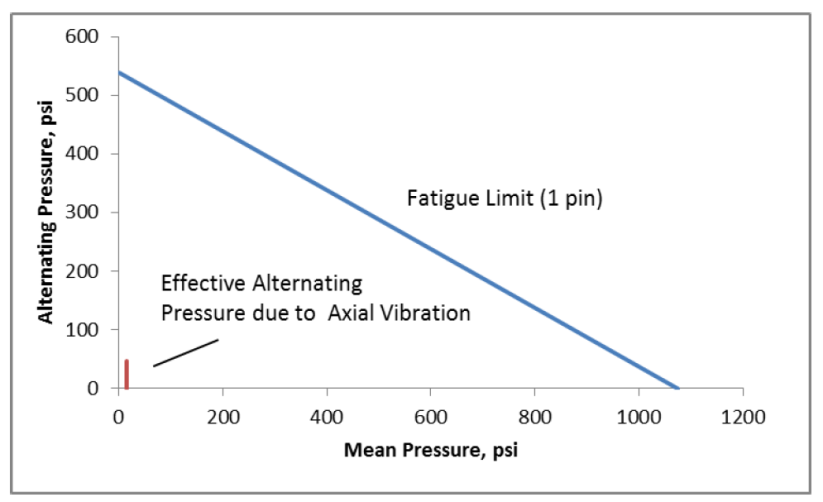 600
500
400
300
200
100
0
Alternating Pressure, psi
Fatigue Limit (1 pin)
Effective Alternating
Pressure due to Axial Vibration
0 200 400 600 800 1000 1200
Mean Pressure, psi